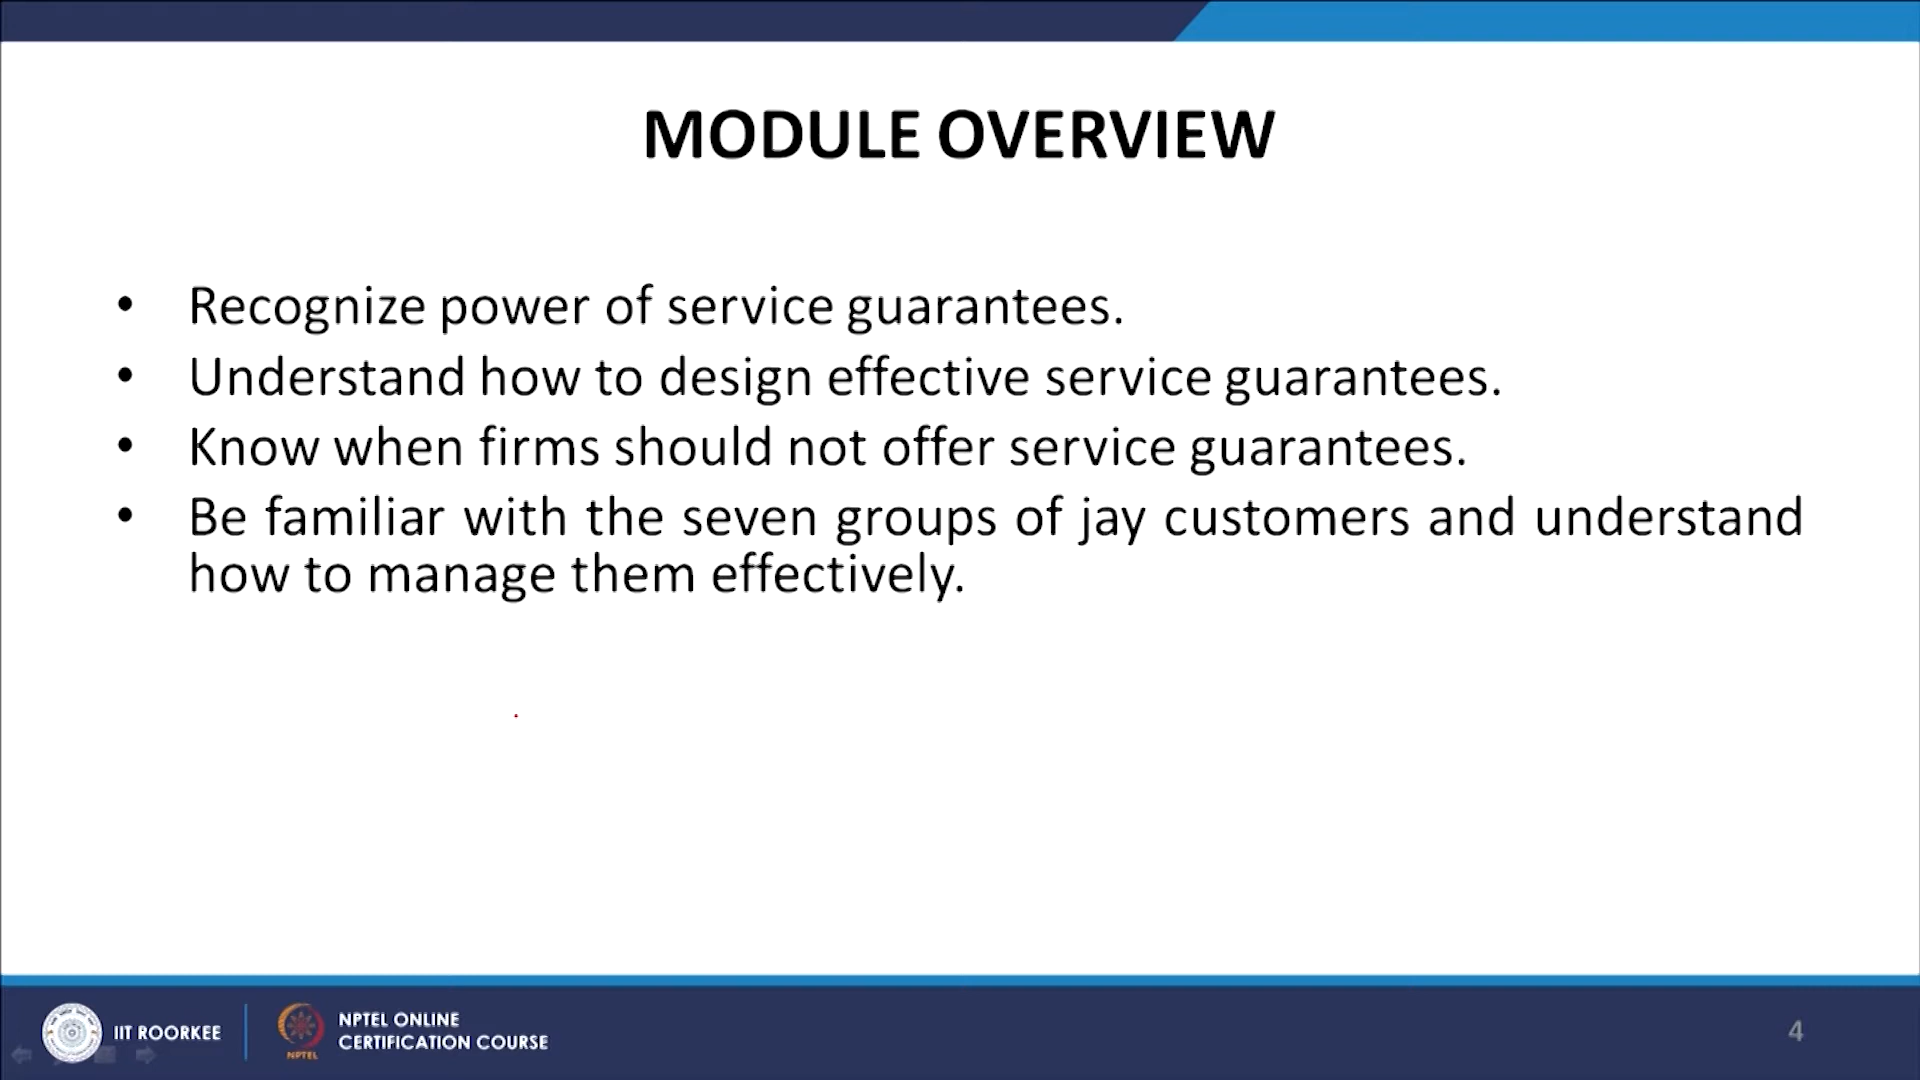 MODULE OVERVIEW
• Recognize power of service guarantees.
• Understand how to design effective service guarantees.
• Know when firms should not offer service guarantees.
• Be familiar with the seven groups of jay customers and understand
how to manage them effectively.
IIT ROORKEE
NPTEL
NPTEL ONLINE
CERTIFICATION COURSE
4